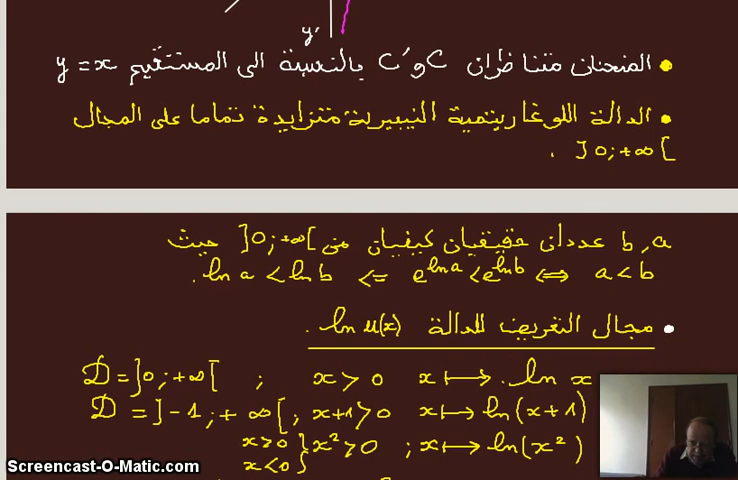 y'
• المنحنان متناظران C و C' بالنسبة الى المستقيم y = x
• الدالة اللوغاريتمية النيبيرية متزايدة تماما على المجال
]0;+∞[ .
a, b عددان حقيقيان كيفيان من ]0;+∞[ حيث
a < b ⟺ e^{ln a} < e^{ln b} ⟸ ln a < ln b .
• مجال التعريف للدالة ln u(x) .
D = ]0;+∞[ ; x > 0 x ⟼ ln x
D = ]-1;+∞[ ; x+1 > 0 x ⟼ ln(x+1)
x > 0 } x² > 0 ; x ⟼ ln(x²)
x < 0 }
Screencast-O-Matic.com